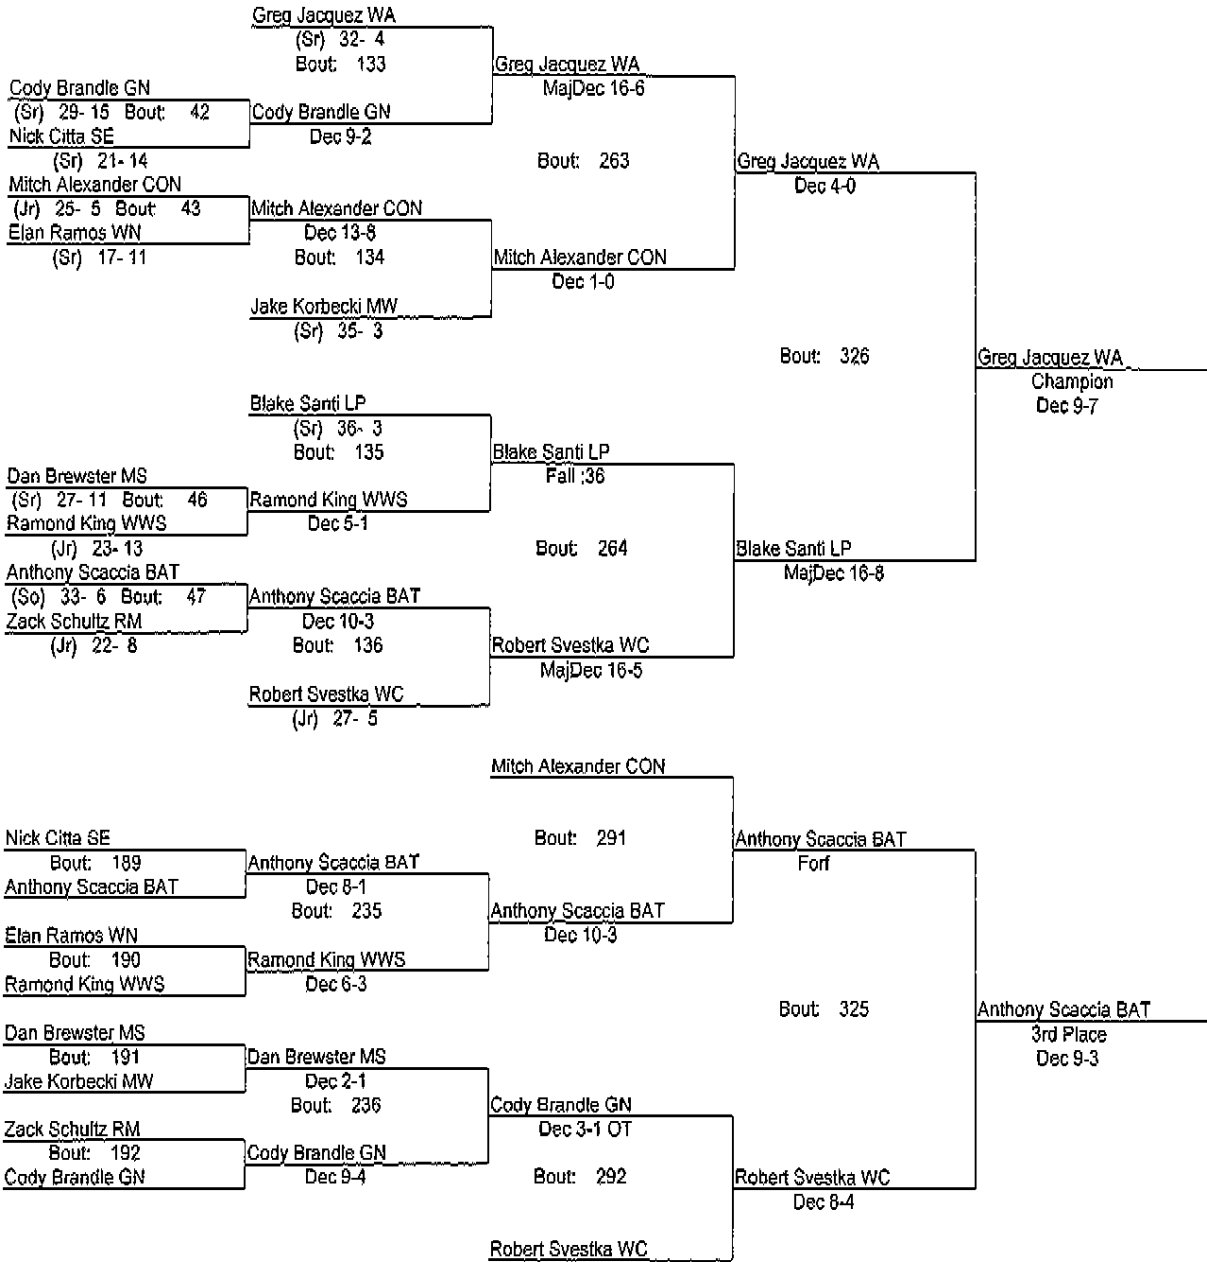 Greg Jacquez WA
(Sr) 32- 4
Bout: 133
Greg Jacquez WA
MajDec 16-6
Cody Brandle GN
(Sr) 29- 15 Bout: 42
Cody Brandle GN
Dec 9-2
Nick Citta SE
(Sr) 21- 14
Bout: 263
Greg Jacquez WA
Dec 4-0
Mitch Alexander CON
(Jr) 25- 5 Bout: 43
Mitch Alexander CON
Dec 13-8
Elan Ramos WN
(Sr) 17- 11
Bout: 134
Mitch Alexander CON
Dec 1-0
Jake Korbecki MW
(Sr) 35- 3
Bout: 326
Greg Jacquez WA
Champion
Dec 9-7
Blake Santi LP
(Sr) 36- 3
Bout: 135
Blake Santi LP
Fall :36
Dan Brewster MS
(Sr) 27- 11 Bout: 46
Ramond King WWS
Dec 5-1
Ramond King WWS
(Jr) 23- 13
Bout: 264
Blake Santi LP
MajDec 16-8
Anthony Scaccia BAT
(So) 33- 6 Bout: 47
Anthony Scaccia BAT
Dec 10-3
Zack Schultz RM
(Jr) 22- 8
Bout: 136
Robert Svestka WC
MajDec 16-5
Robert Svestka WC
(Jr) 27- 5
Mitch Alexander CON
Bout: 291
Anthony Scaccia BAT
Forf
Nick Citta SE
Bout: 189
Anthony Scaccia BAT
Anthony Scaccia BAT
Dec 8-1
Bout: 235
Anthony Scaccia BAT
Dec 10-3
Elan Ramos WN
Bout: 190
Ramond King WWS
Ramond King WWS
Dec 6-3
Bout: 325
Anthony Scaccia BAT
3rd Place
Dec 9-3
Dan Brewster MS
Bout: 191
Jake Korbecki MW
Dan Brewster MS
Dec 2-1
Bout: 236
Cody Brandle GN
Dec 3-1 OT
Zack Schultz RM
Bout: 192
Cody Brandle GN
Cody Brandle GN
Dec 9-4
Bout: 292
Robert Svestka WC
Dec 8-4
Robert Svestka WC